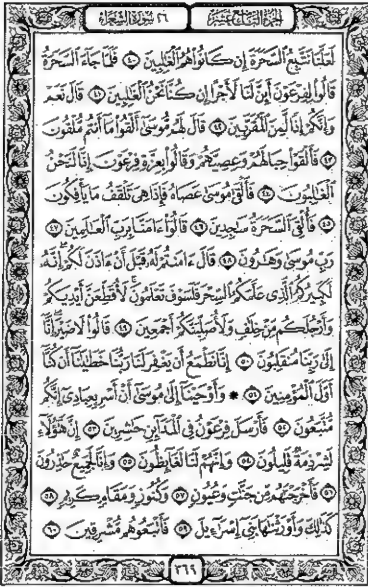 الجزء التاسع عشر ٢٦ سورة الشعراء
لَعَلَّنَا نَتَّبِعُ السَّحَرَةَ إِن كَانُوا هُمُ الْغَالِبِينَ ٤٠ فَلَمَّا جَاءَ السَّحَرَةُ
قَالُوا لِفِرْعَوْنَ أَئِنَّ لَنَا لَأَجْرًا إِن كُنَّا نَحْنُ الْغَالِبِينَ ٤١ قَالَ نَعَمْ
وَإِنَّكُمْ إِذًا لَّمِنَ الْمُقَرَّبِينَ ٤٢ قَالَ لَهُم مُّوسَىٰ أَلْقُوا مَا أَنتُم مُّلْقُونَ
٤٣ فَأَلْقَوْا حِبَالَهُمْ وَعِصِيَّهُمْ وَقَالُوا بِعِزَّةِ فِرْعَوْنَ إِنَّا لَنَحْنُ
الْغَالِبُونَ ٤٤ فَأَلْقَىٰ مُوسَىٰ عَصَاهُ فَإِذَا هِيَ تَلْقَفُ مَا يَأْفِكُونَ
٤٥ فَأُلْقِيَ السَّحَرَةُ سَاجِدِينَ ٤٦ قَالُوا ءَامَنَّا بِرَبِّ الْعَالَمِينَ ٤٧
رَبِّ مُوسَىٰ وَهَارُونَ ٤٨ قَالَ ءَامَنتُمْ لَهُ قَبْلَ أَنْ ءَاذَنَ لَكُمْ إِنَّهُ
لَكَبِيرُكُمُ الَّذِي عَلَّمَكُمُ السِّحْرَ فَلَسَوْفَ تَعْلَمُونَ لَأُقَطِّعَنَّ أَيْدِيَكُمْ
وَأَرْجُلَكُم مِّنْ خِلَافٍ وَلَأُصَلِّبَنَّكُمْ أَجْمَعِينَ ٤٩ قَالُوا لَا ضَيْرَ إِنَّا
إِلَىٰ رَبِّنَا مُنقَلِبُونَ ٥٠ إِنَّا نَطْمَعُ أَن يَغْفِرَ لَنَا رَبُّنَا خَطَايَانَا أَن كُنَّا
أَوَّلَ الْمُؤْمِنِينَ ٥١ * وَأَوْحَيْنَا إِلَىٰ مُوسَىٰ أَنْ أَسْرِ بِعِبَادِي إِنَّكُم
مُّتَّبَعُونَ ٥٢ فَأَرْسَلَ فِرْعَوْنُ فِي الْمَدَائِنِ حَاشِرِينَ ٥٣ إِنَّ هَٰؤُلَاءِ
لَشِرْذِمَةٌ قَلِيلُونَ ٥٤ وَإِنَّهُمْ لَنَا لَغَائِظُونَ ٥٥ وَإِنَّا لَجَمِيعٌ حَاذِرُونَ
٥٦ فَأَخْرَجْنَاهُم مِّن جَنَّاتٍ وَعُيُونٍ ٥٧ وَكُنُوزٍ وَمَقَامٍ كَرِيمٍ ٥٨
كَذَٰلِكَ وَأَوْرَثْنَاهَا بَنِي إِسْرَاءِيلَ ٥٩ فَأَتْبَعُوهُم مُّشْرِقِينَ ٦٠
٣٦٩